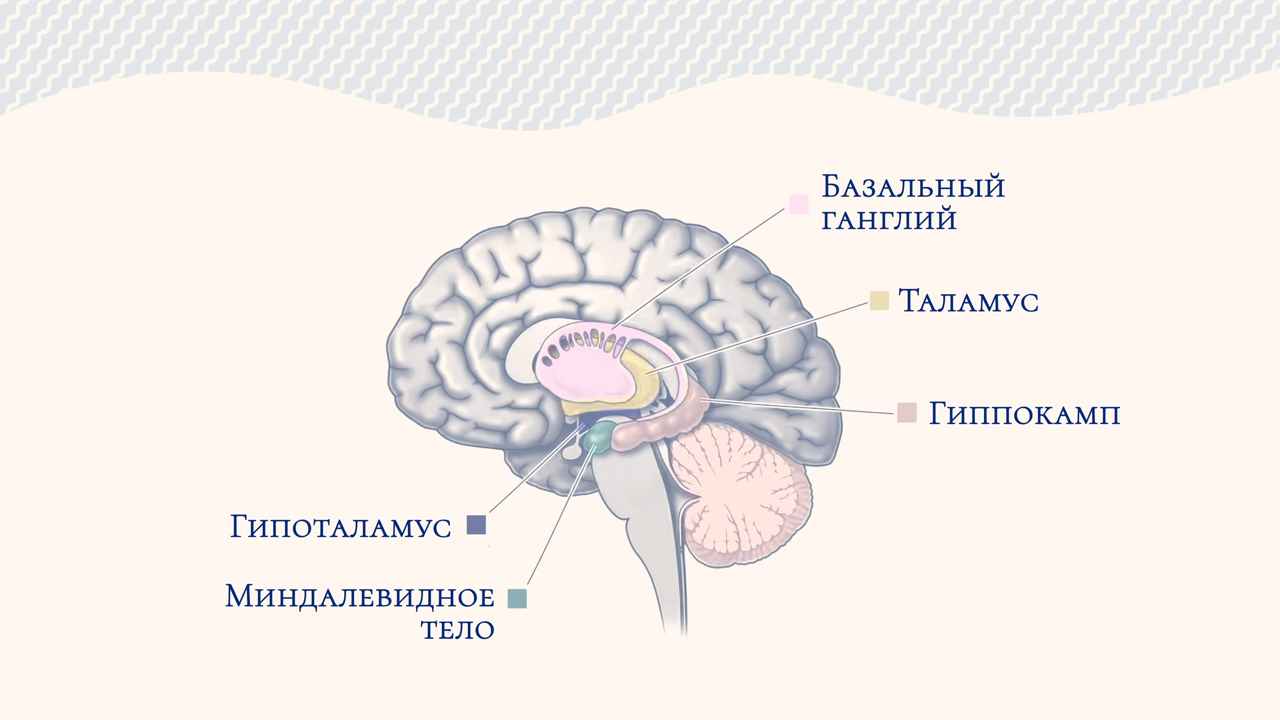 Базальный
ганглий
Таламус
Гиппокамп
Гипоталамус
Миндалевидное
тело